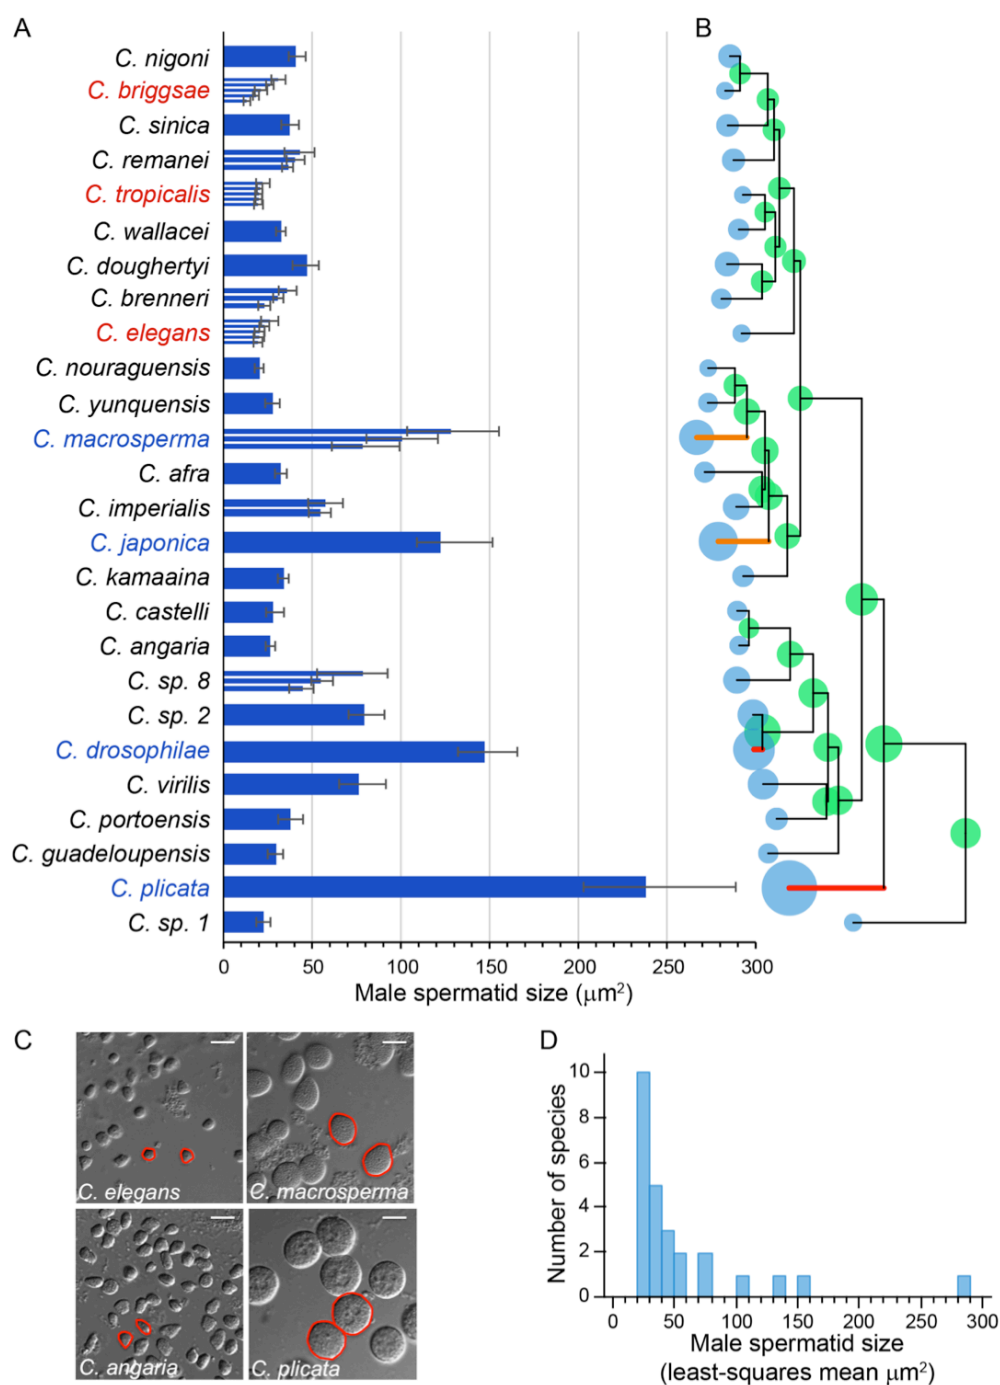 A
B
C. nigoni
C. briggsae
C. sinica
C. remanei
C. tropicalis
C. wallacei
C. doughertyi
C. brenneri
C. elegans
C. nouraguensis
C. yunquensis
C. macrosperma
C. afra
C. imperialis
C. japonica
C. kamaaina
C. castelli
C. angaria
C. sp. 8
C. sp. 2
C. drosophilae
C. virilis
C. portoensis
C. guadeloupensis
C. plicata
C. sp. 1
0 50 100 150 200 250 300
Male spermatid size (μm²)
C
C. elegans
C. macrosperma
C. angaria
C. plicata
D
Number of species
10
8
6
4
2
0
0 50 100 150 200 250 300
Male spermatid size
(least-squares mean μm²)